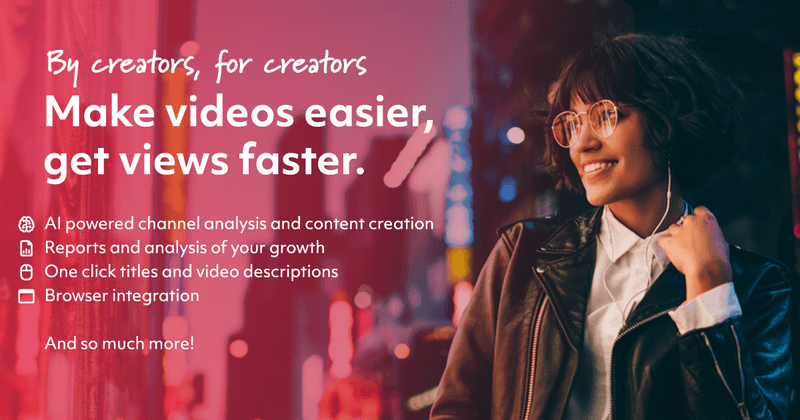 By creators, for creators
Make videos easier,
get views faster.
AI powered channel analysis and content creation
Reports and analysis of your growth
One click titles and video descriptions
Browser integration
And so much more!